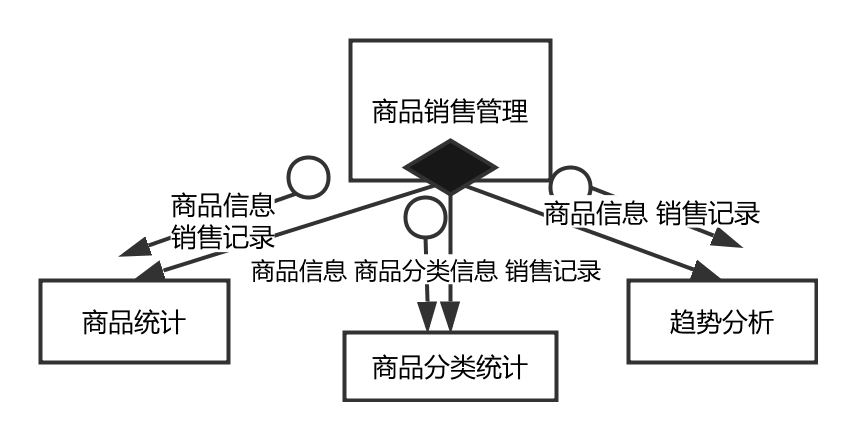 商品销售管理
商品信息
销售记录
商品信息 销售记录
商品信息 商品分类信息 销售记录
商品统计
趋势分析
商品分类统计